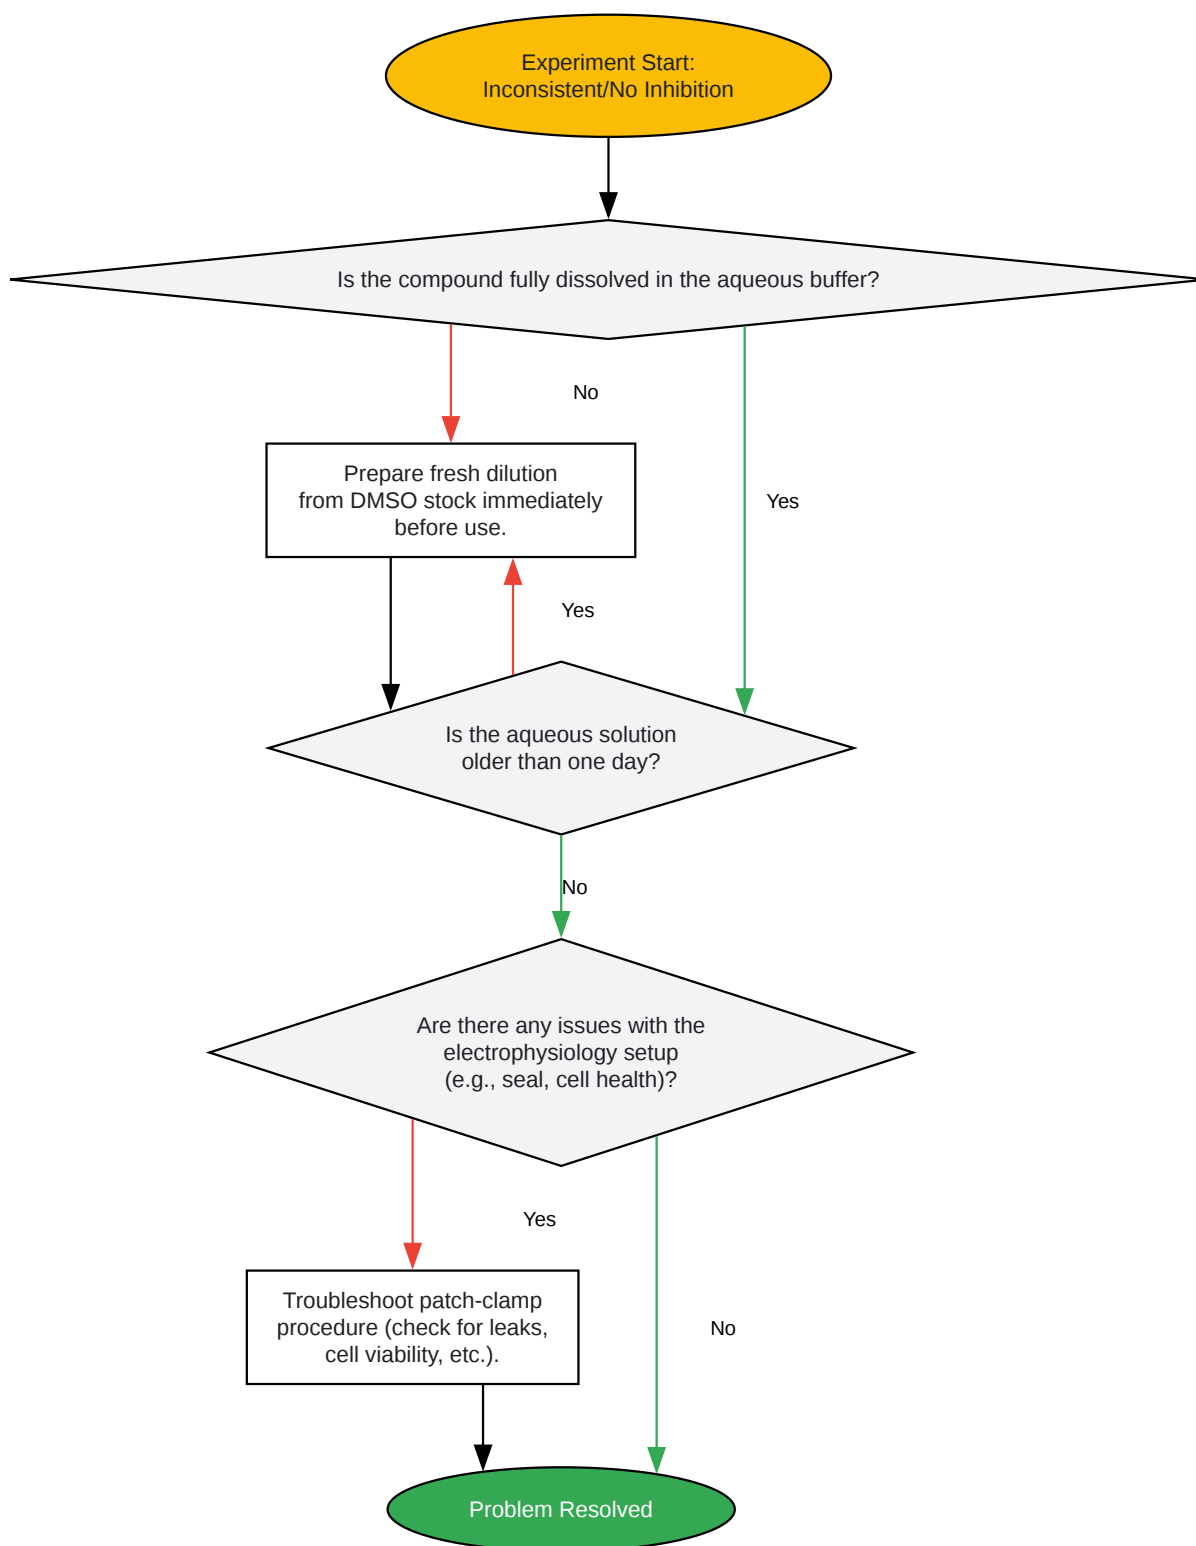 Experiment Start:
Inconsistent/No Inhibition
Is the compound fully dissolved in the aqueous buffer?
No
Prepare fresh dilution
from DMSO stock immediately
before use.
Yes
Yes
Is the aqueous solution
older than one day?
No
Are there any issues with the
electrophysiology setup
(e.g., seal, cell health)?
Yes
Troubleshoot patch-clamp
procedure (check for leaks,
cell viability, etc.).
No
Problem Resolved